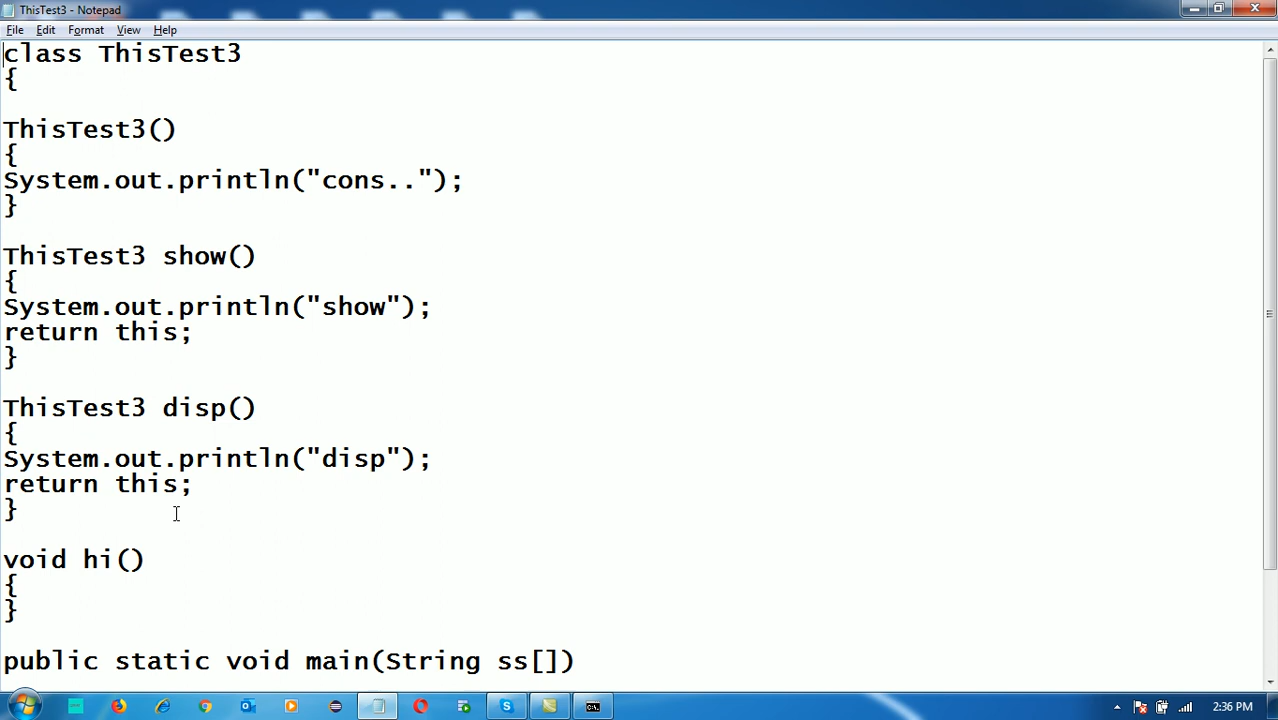 ThisTest3 - Notepad
File Edit Format View Help
class ThisTest3
{
ThisTest3()
{
System.out.println("cons..");
}
ThisTest3 show()
{
System.out.println("show");
return this;
}
ThisTest3 disp()
{
System.out.println("disp");
return this;
}
void hi()
{
}
public static void main(String ss[])
2:36 PM